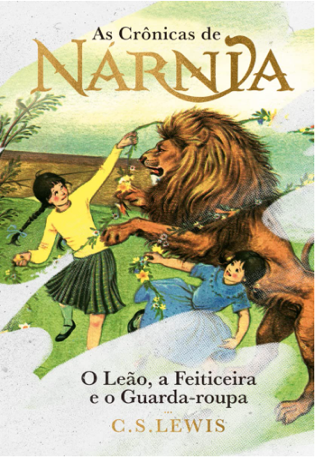 As Crônicas de
NÁRNIA
O Leão, a Feiticeira
e o Guarda-roupa
C.S. LEWIS